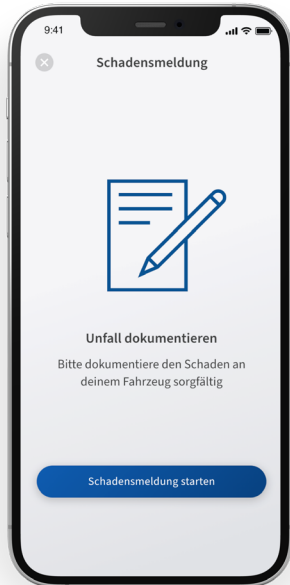 9:41
Schadensmeldung
Unfall dokumentieren
Bitte dokumentiere den Schaden an
deinem Fahrzeug sorgfältig
Schadensmeldung starten